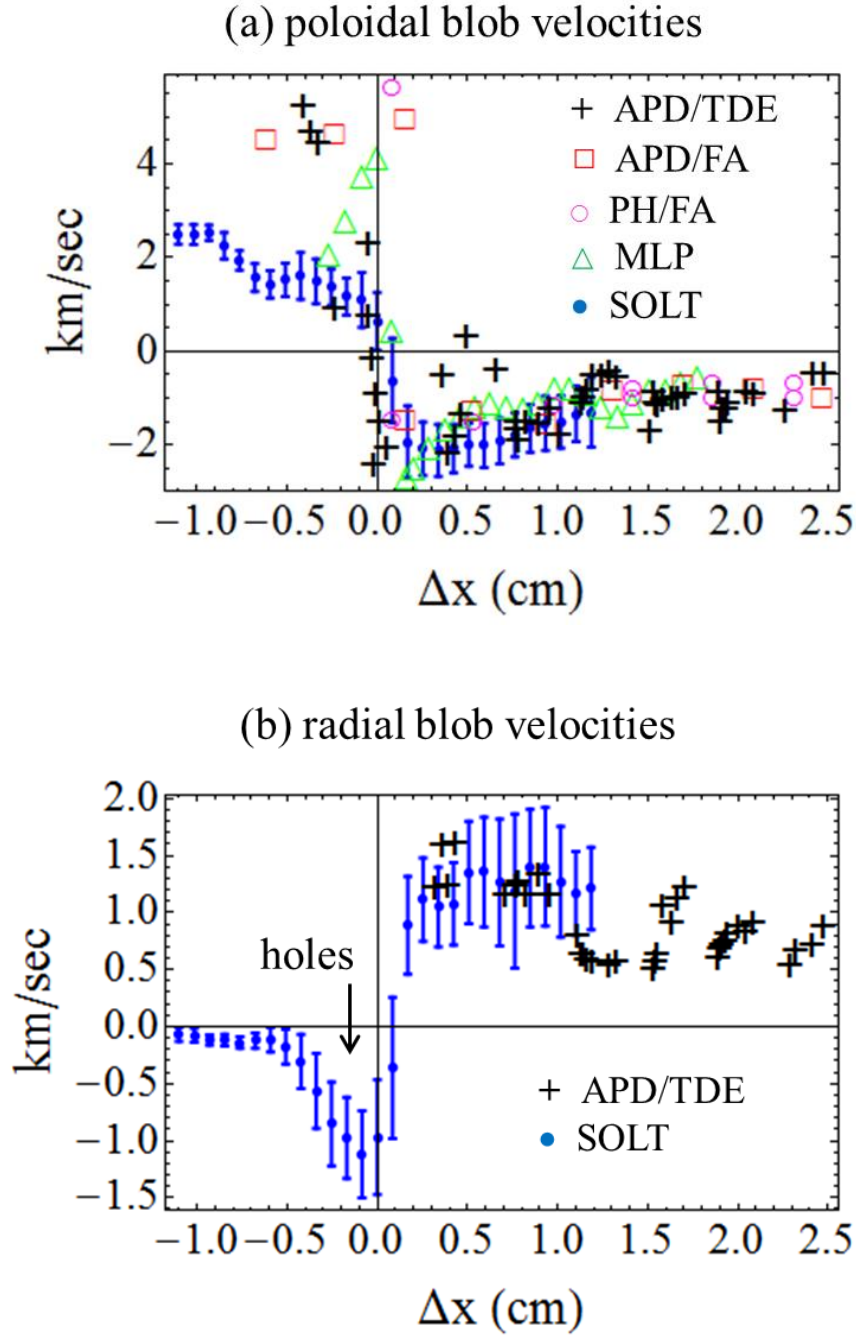 (a) poloidal blob velocities
+ APD/TDE
□ APD/FA
○ PH/FA
△ MLP
• SOLT
4
2
0
−2
km/sec
−1.0 −0.5 0.0 0.5 1.0 1.5 2.0 2.5
Δx (cm)
(b) radial blob velocities
2.0
1.5
1.0
0.5
0.0
−0.5
−1.0
−1.5
km/sec
holes
+ APD/TDE
• SOLT
−1.0 −0.5 0.0 0.5 1.0 1.5 2.0 2.5
Δx (cm)